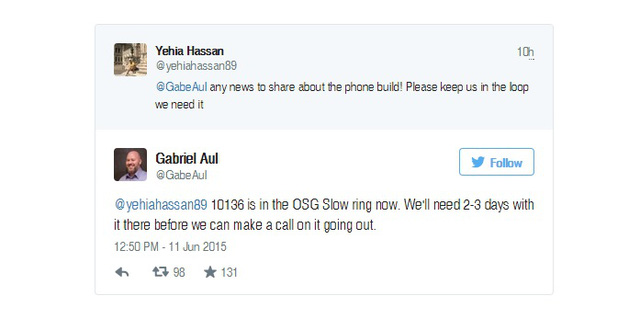 Yehia Hassan
10h
@yehiahassan89
@GabeAul any news to share about the phone build! Please keep us in the loop
we need it
Gabriel Aul
Follow
@GabeAul
@yehiahassan89 10136 is in the OSG Slow ring now. We'll need 2-3 days with
it there before we can make a call on it going out.
12:50 PM - 11 Jun 2015
98 131